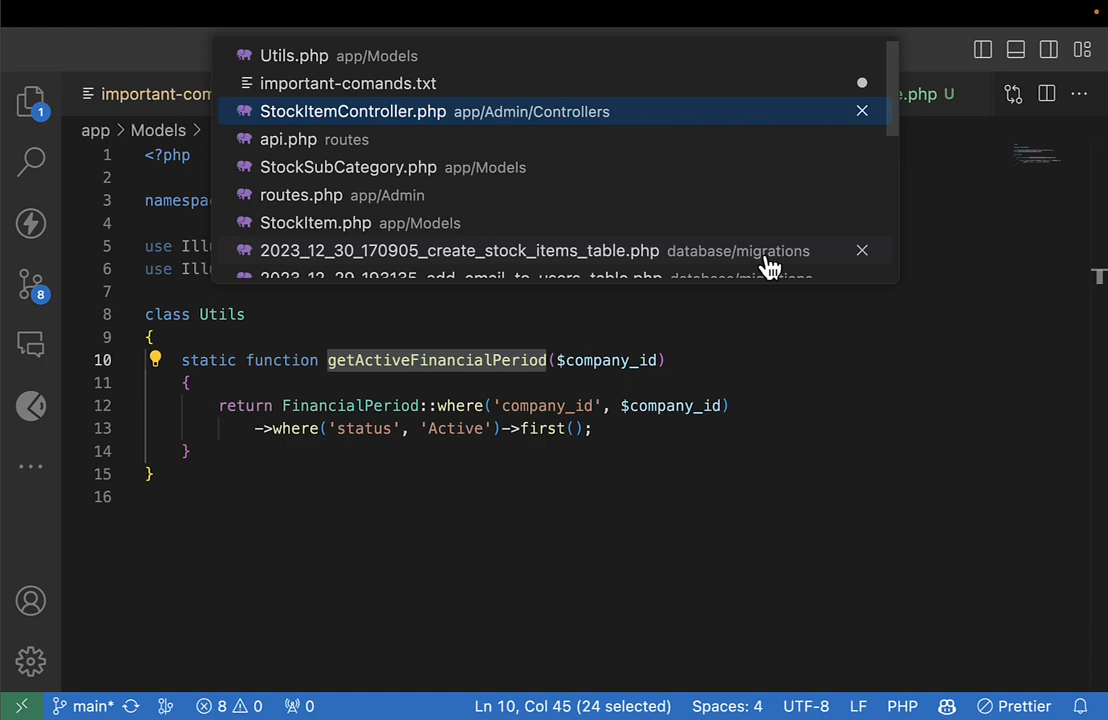 Utils.php app/Models
important-comands.txt
StockItemController.php app/Admin/Controllers
api.php routes
StockSubCategory.php app/Models
routes.php app/Admin
StockItem.php app/Models
2023_12_30_170905_create_stock_items_table.php database/migrations
2023_12_29_193135_add_email_to_users_table.php database/migrations
important-com
e.php U
app > Models >
1 <?php
2
3 namespa
4
5 use Ill
6 use Ill
7
8 class Utils
9 {
10 static function getActiveFinancialPeriod($company_id)
11 {
12 return FinancialPeriod::where('company_id', $company_id)
13 ->where('status', 'Active')->first();
14 }
15 }
16
1
8
T
main* 8 0 0 Ln 10, Col 45 (24 selected) Spaces: 4 UTF-8 LF PHP Prettier